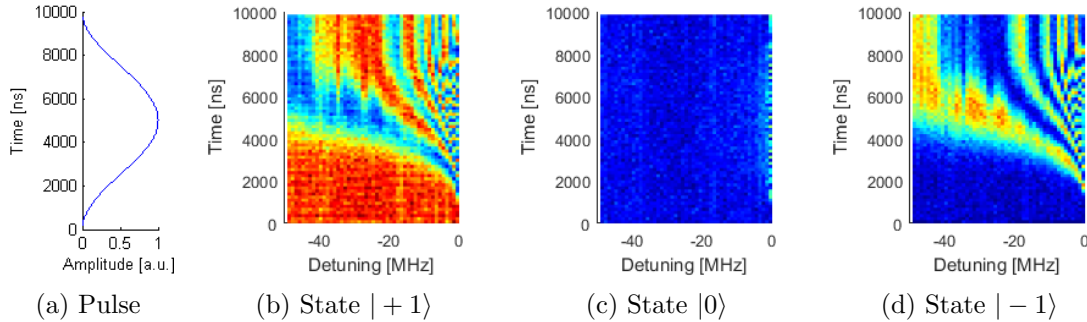 10000
8000
6000
4000
2000
0
Time [ns]
0 0.5 1
Amplitude [a.u.]
(a) Pulse
10000
8000
6000
4000
2000
0
Time [ns]
-40 -20 0
Detuning [MHz]
(b) State | + 1⟩
10000
8000
6000
4000
2000
0
Time [ns]
-40 -20 0
Detuning [MHz]
(c) State |0⟩
10000
8000
6000
4000
2000
0
Time [ns]
-40 -20 0
Detuning [MHz]
(d) State | − 1⟩